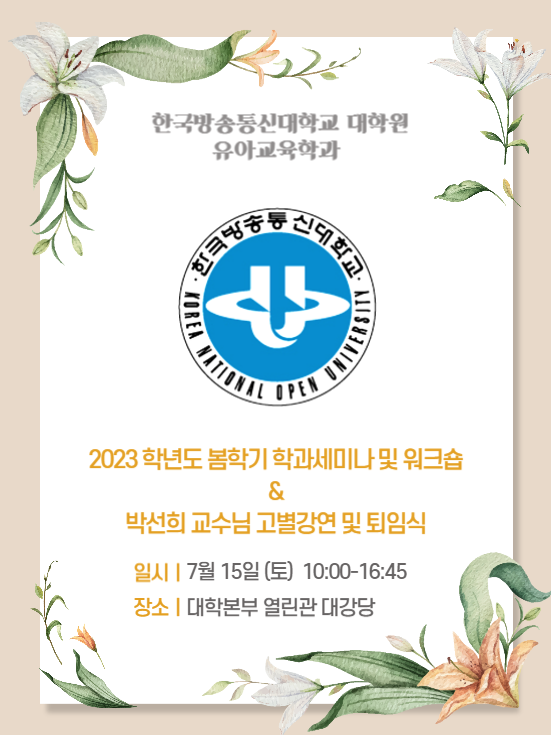 한국방송통신대학교 대학원
유아교육학과
한국방송통신대학교
KOREA NATIONAL OPEN UNIVERSITY
2023 학년도 봄학기 학과세미나 및 워크숍
&
박선희 교수님 고별강연 및 퇴임식
일시 | 7월 15일 (토) 10:00-16:45
장소 | 대학본부 열린관 대강당